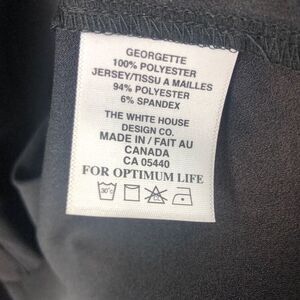 GEORGETTE
100% POLYESTER
JERSEY/TISSU A MAILLES
94% POLYESTER
6% SPANDEX
THE WHITE HOUSE
DESIGN CO.
MADE IN / FAIT AU
CANADA
CA 05440
FOR OPTIMUM LIFE
30°C